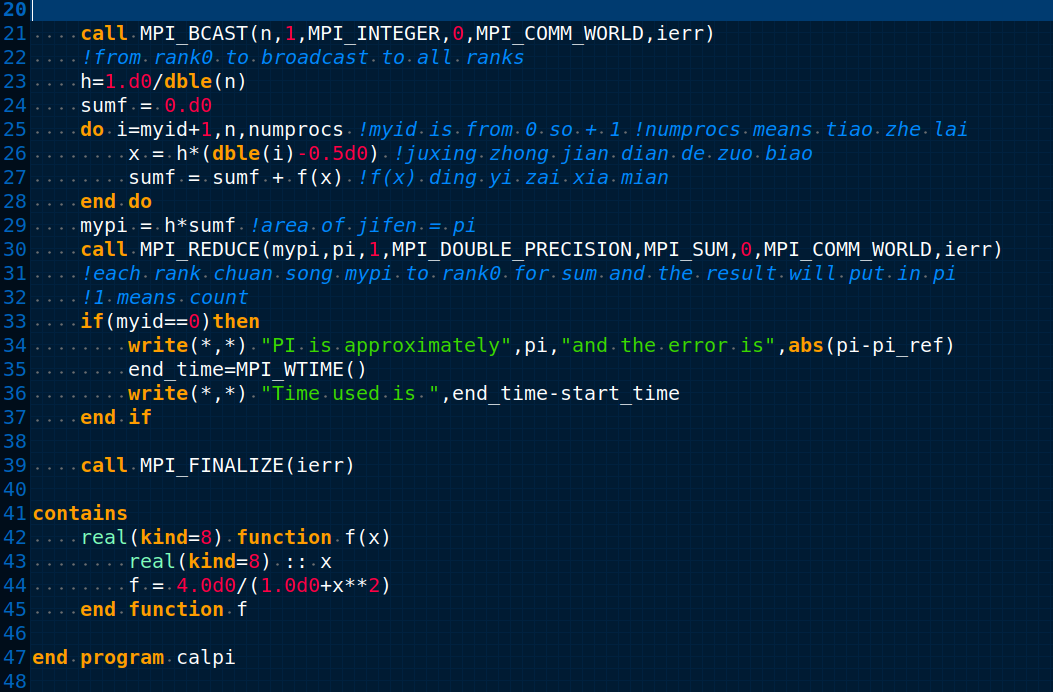 20
21 call MPI_BCAST(n,1,MPI_INTEGER,0,MPI_COMM_WORLD,ierr)
22 !from rank0 to broadcast to all ranks
23 h=1.d0/dble(n)
24 sumf = 0.d0
25 do i=myid+1,n,numprocs !myid is from 0 so + 1 !numprocs means tiao zhe lai
26 x = h*(dble(i)-0.5d0) !juxing zhong jian dian de zuo biao
27 sumf = sumf + f(x) !f(x) ding yi zai xia mian
28 end do
29 mypi = h*sumf !area of jifen = pi
30 call MPI_REDUCE(mypi,pi,1,MPI_DOUBLE_PRECISION,MPI_SUM,0,MPI_COMM_WORLD,ierr)
31 !each rank chuan song mypi to rank0 for sum and the result will put in pi
32 !1 means count
33 if(myid==0)then
34 write(*,*) "PI is approximately",pi,"and the error is",abs(pi-pi_ref)
35 end_time=MPI_WTIME()
36 write(*,*) "Time used is ",end_time-start_time
37 end if
38
39 call MPI_FINALIZE(ierr)
40
41 contains
42 real(kind=8) function f(x)
43 real(kind=8) :: x
44 f = 4.0d0/(1.0d0+x**2)
45 end function f
46
47 end program calpi
48